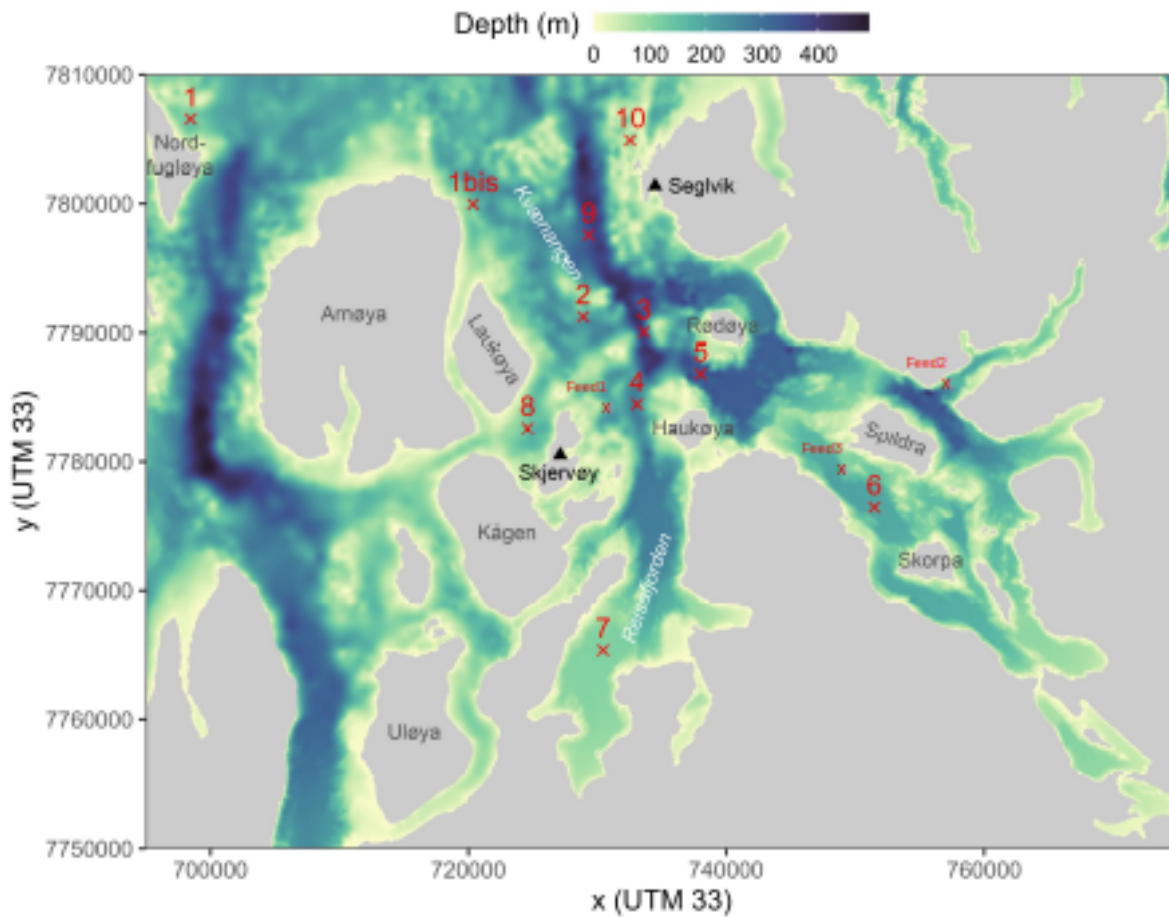 Depth (m)
0 100 200 300 400
7810000
7800000
7790000
7780000
7770000
7760000
7750000
y (UTM 33)
1
Nord-
fugløya
10
1bis
Seglvik
Kvænangen
9
2
3
Arnøya
Laukøya
Rødøya
5
Feed1
4
Feed2
8
Haukøya
Spildra
Skjervøy
Feed3
6
Kågen
Skorpa
Reisafjorden
7
Uløya
700000 720000 740000 760000
x (UTM 33)